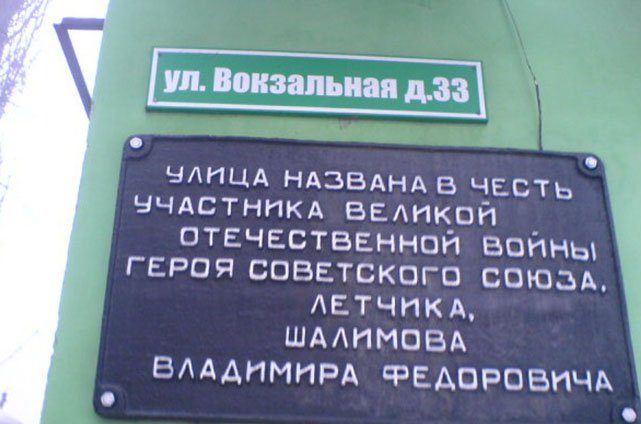 ул. Вокзальная д.33
УЛИЦА НАЗВАНА В ЧЕСТЬ
УЧАСТНИКА ВЕЛИКОЙ
ОТЕЧЕСТВЕННОЙ ВОЙНЫ
ГЕРОЯ СОВЕТСКОГО СОЮЗА,
ЛЕТЧИКА,
ШАЛИМОВА
ВЛАДИМИРА ФЕДОРОВИЧА